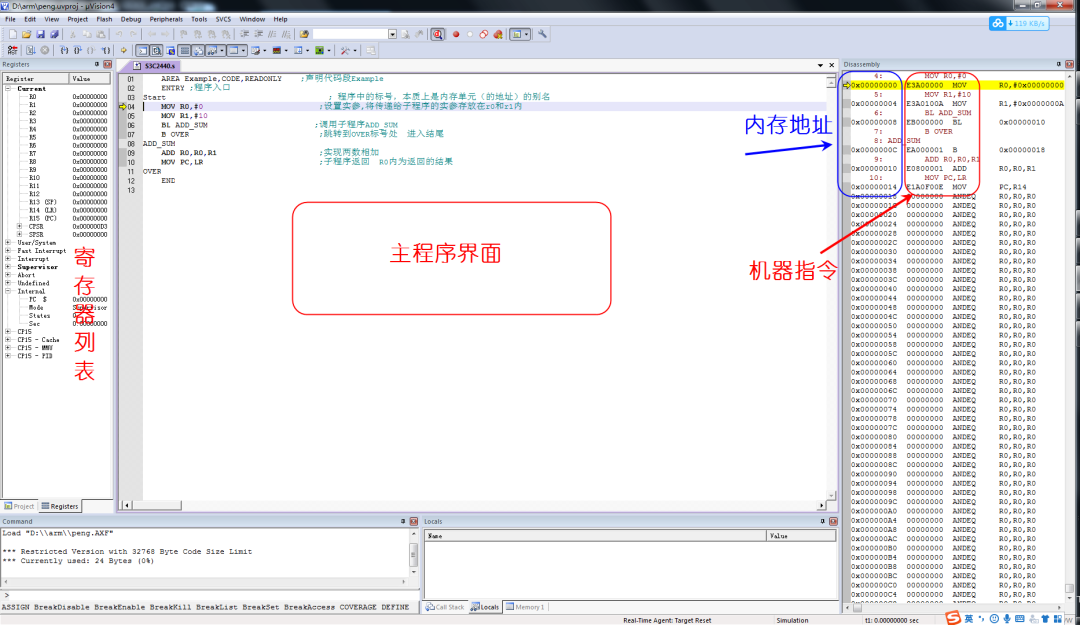 D:\arm\peng.uvproj - µVision4
File Edit View Project Flash Debug Peripherals Tools SVCS Window Help
119 KB/s
Registers
S3C2440.s
Disassembly
Register Value
Current
R0 0x00000000
R1 0x00000000
R2 0x00000000
R3 0x00000000
R4 0x00000000
R5 0x00000000
R6 0x00000000
R7 0x00000000
R8 0x00000000
R9 0x00000000
R10 0x00000000
R11 0x00000000
R12 0x00000000
R13 (SP) 0x00000000
R14 (LR) 0x00000000
R15 (PC) 0x00000000
CPSR 0x000000D3
SPSR 0x00000000
User/System
Fast Interrupt
Interrupt
Supervisor
Abort
Undefined
Internal
PC $ 0x00000000
Mode Supervisor
States
Sec 0.00000000
CP15
CP15 - Cache
CP15 - MMU
CP15 - PID
寄存器列表
Project Registers
01 AREA Example,CODE,READONLY ;声明代码段Example
02 ENTRY ;程序入口
03 Start ; 程序中的标号，本质上是内存单元（的地址）的别名
04 MOV R0,#0 ;设置实参,将传递给子程序的实参存放在r0和r1内
05 MOV R1,#10
06 BL ADD_SUM ;调用子程序ADD_SUM
07 B OVER ;跳转到OVER标号处 进入结尾
08 ADD_SUM
09 ADD R0,R0,R1 ;实现两数相加
10 MOV PC,LR ;子程序返回 R0内为返回的结果
11 OVER
12 END
13
主程序界面
内存地址
机器指令
4: MOV R0,#0
0x00000000 E3A00000 MOV R0,#0x00000000
5: MOV R1,#10
0x00000004 E3A0100A MOV R1,#0x0000000A
6: BL ADD_SUM
0x00000008 EB000000 BL 0x00000010
7: B OVER
8: ADD_SUM
0x0000000C EA000001 B 0x00000018
9: ADD R0,R0,R1
0x00000010 E0800001 ADD R0,R0,R1
10: MOV PC,LR
0x00000014 E1A0F00E MOV PC,R14
0x00000018 00000000 ANDEQ R0,R0,R0
0x0000001C 00000000 ANDEQ R0,R0,R0
0x00000020 00000000 ANDEQ R0,R0,R0
0x00000024 00000000 ANDEQ R0,R0,R0
0x00000028 00000000 ANDEQ R0,R0,R0
0x0000002C 00000000 ANDEQ R0,R0,R0
0x00000030 00000000 ANDEQ R0,R0,R0
0x00000034 00000000 ANDEQ R0,R0,R0
0x00000038 00000000 ANDEQ R0,R0,R0
0x0000003C 00000000 ANDEQ R0,R0,R0
0x00000040 00000000 ANDEQ R0,R0,R0
0x00000044 00000000 ANDEQ R0,R0,R0
0x00000048 00000000 ANDEQ R0,R0,R0
0x0000004C 00000000 ANDEQ R0,R0,R0
0x00000050 00000000 ANDEQ R0,R0,R0
0x00000054 00000000 ANDEQ R0,R0,R0
0x00000058 00000000 ANDEQ R0,R0,R0
0x0000005C 00000000 ANDEQ R0,R0,R0
0x00000060 00000000 ANDEQ R0,R0,R0
0x00000064 00000000 ANDEQ R0,R0,R0
0x00000068 00000000 ANDEQ R0,R0,R0
0x0000006C 00000000 ANDEQ R0,R0,R0
0x00000070 00000000 ANDEQ R0,R0,R0
0x00000074 00000000 ANDEQ R0,R0,R0
0x00000078 00000000 ANDEQ R0,R0,R0
0x0000007C 00000000 ANDEQ R0,R0,R0
0x00000080 00000000 ANDEQ R0,R0,R0
0x00000084 00000000 ANDEQ R0,R0,R0
0x00000088 00000000 ANDEQ R0,R0,R0
0x0000008C 00000000 ANDEQ R0,R0,R0
0x00000090 00000000 ANDEQ R0,R0,R0
0x00000094 00000000 ANDEQ R0,R0,R0
0x00000098 00000000 ANDEQ R0,R0,R0
0x0000009C 00000000 ANDEQ R0,R0,R0
0x000000A0 00000000 ANDEQ R0,R0,R0
0x000000A4 00000000 ANDEQ R0,R0,R0
0x000000A8 00000000 ANDEQ R0,R0,R0
0x000000AC 00000000 ANDEQ R0,R0,R0
0x000000B0 00000000 ANDEQ R0,R0,R0
0x000000B4 00000000 ANDEQ R0,R0,R0
0x000000B8 00000000 ANDEQ R0,R0,R0
0x000000BC 00000000 ANDEQ R0,R0,R0
0x000000C0 00000000 ANDEQ R0,R0,R0
0x000000C4 00000000 ANDEQ R0,R0,R0
Command
Load "D:\\arm\\peng.AXF"
*** Restricted Version with 32768 Byte Code Size Limit
*** Currently used: 24 Bytes (0%)
>
ASSIGN BreakDisable BreakEnable BreakKill BreakList BreakSet BreakAccess COVERAGE DEFINE
Locals
Name Value
Call Stack Locals Memory 1
Real-Time Agent: Target Reset Simulation t1: 0.00000000 sec
英